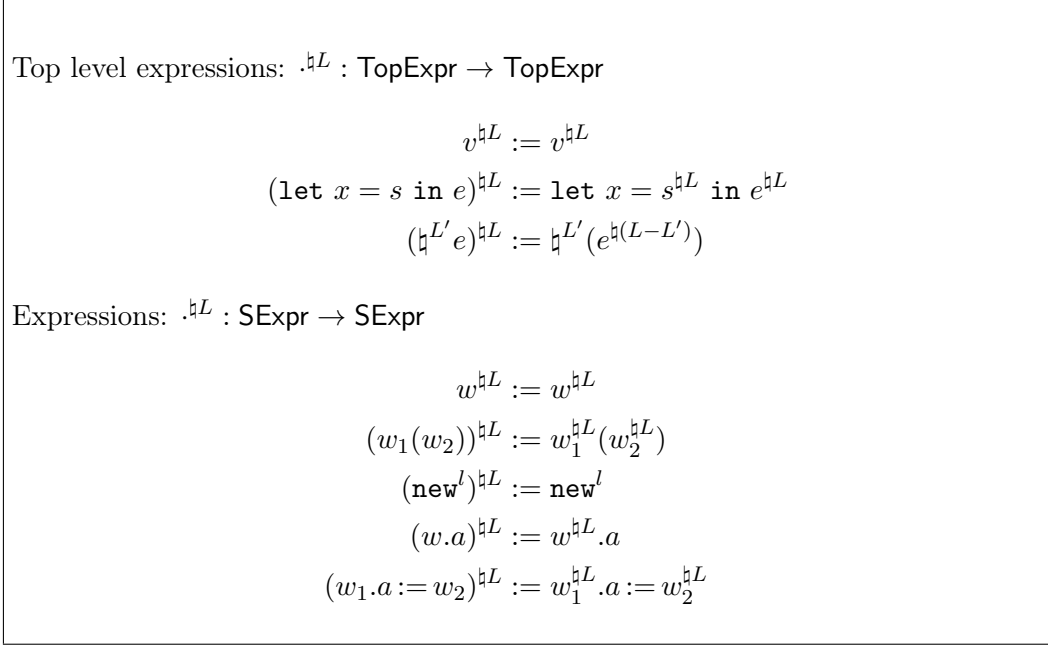 Top level expressions: ·^{♮L} : TopExpr → TopExpr
v^{♮L} := v^{♮L}
(let x = s in e)^{♮L} := let x = s^{♮L} in e^{♮L}
(♮^{L′}e)^{♮L} := ♮^{L′}(e^{♮(L−L′)})
Expressions: ·^{♮L} : SExpr → SExpr
w^{♮L} := w^{♮L}
(w_1(w_2))^{♮L} := w_1^{♮L}(w_2^{♮L})
(new^l)^{♮L} := new^l
(w.a)^{♮L} := w^{♮L}.a
(w_1.a := w_2)^{♮L} := w_1^{♮L}.a := w_2^{♮L}